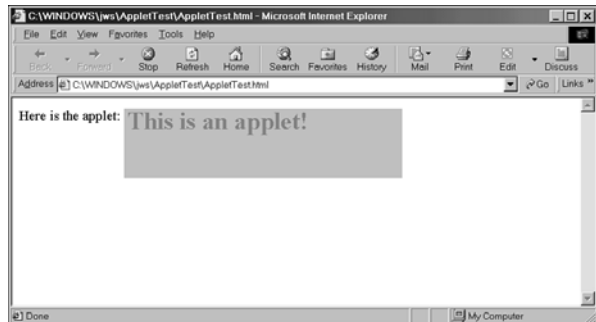 C:\WINDOWS\jws\AppletTest\AppletTest.html - Microsoft Internet Explorer
File Edit View Favorites Tools Help
Back Forward Stop Refresh Home Search Favorites History Mail Print Edit Discuss
Address C:\WINDOWS\jws\AppletTest\AppletTest.html Go Links »
Here is the applet: This is an applet!
Done My Computer